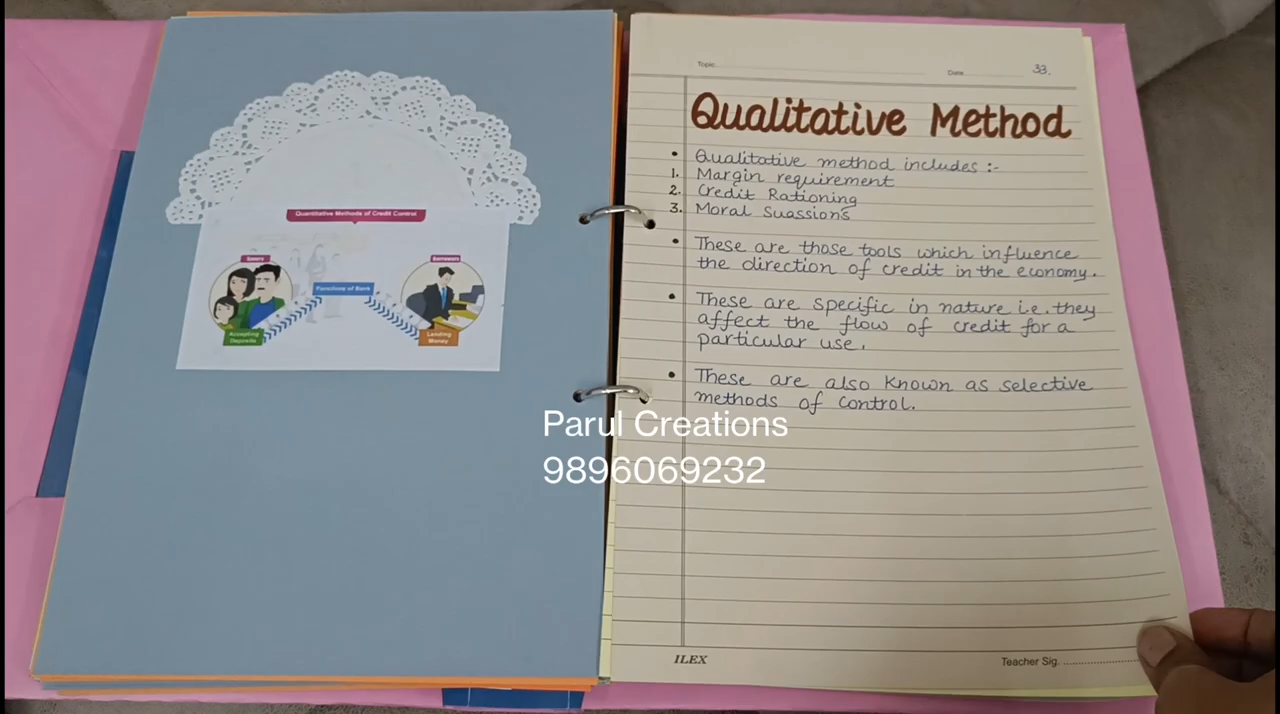 Quantitative Methods of Credit Control
Savers
Borrowers
Functions of Bank
Accepting
Deposits
Lending
Money
Topic
Date
33.
Qualitative Method
• Qualitative method includes :-
1. Margin requirement
2. Credit Rationing
3. Moral Suassions
• These are those tools which influence
the direction of credit in the economy.
• These are specific in nature i.e. they
affect the flow of credit for a
particular use.
• These are also known as selective
methods of control.
Parul Creations
9896069232
ILEX
Teacher Sig.